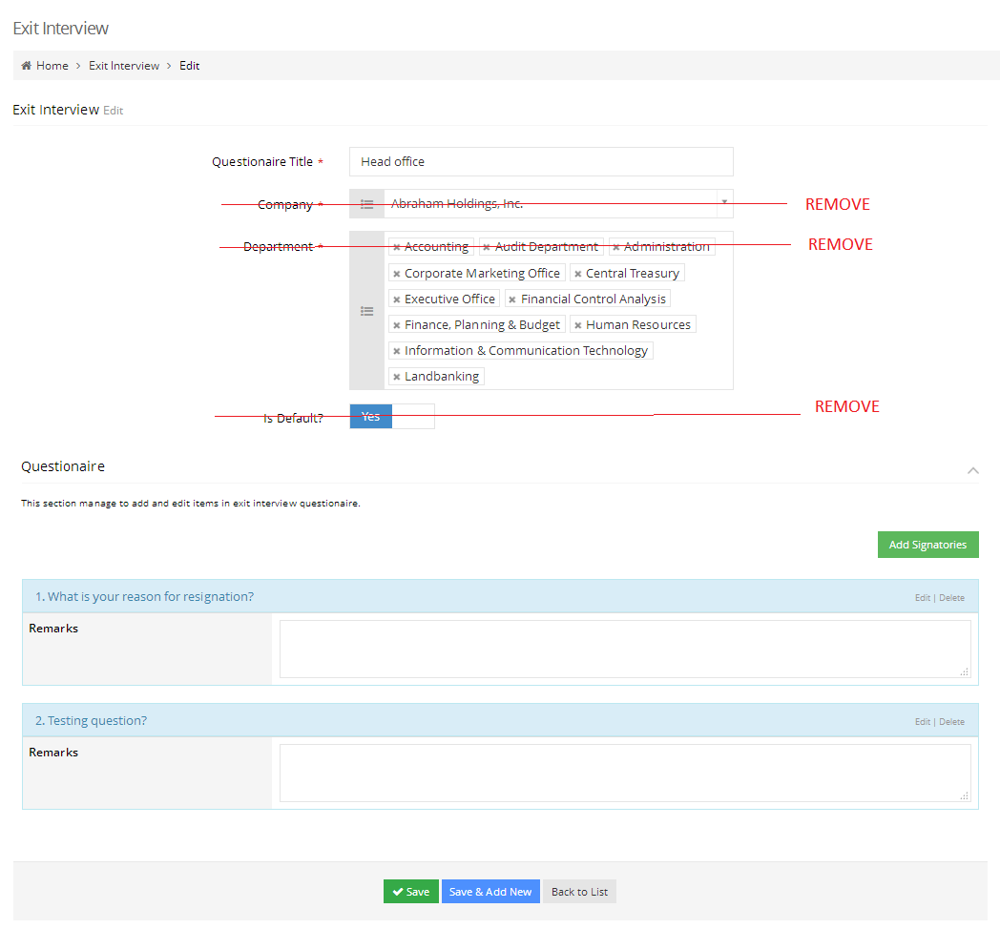 Exit Interview
Home > Exit Interview > Edit
Exit Interview Edit
Questionaire Title * Head office
Company * Abraham Holdings, Inc. REMOVE
Department * × Accounting × Audit Department × Administration REMOVE
× Corporate Marketing Office × Central Treasury
× Executive Office × Financial Control Analysis
× Finance, Planning & Budget × Human Resources
× Information & Communication Technology
× Landbanking
Is Default? Yes REMOVE
Questionaire
This section manage to add and edit items in exit interview questionaire.
Add Signatories
1. What is your reason for resignation? Edit | Delete
Remarks
2. Testing question? Edit | Delete
Remarks
Save Save & Add New Back to List